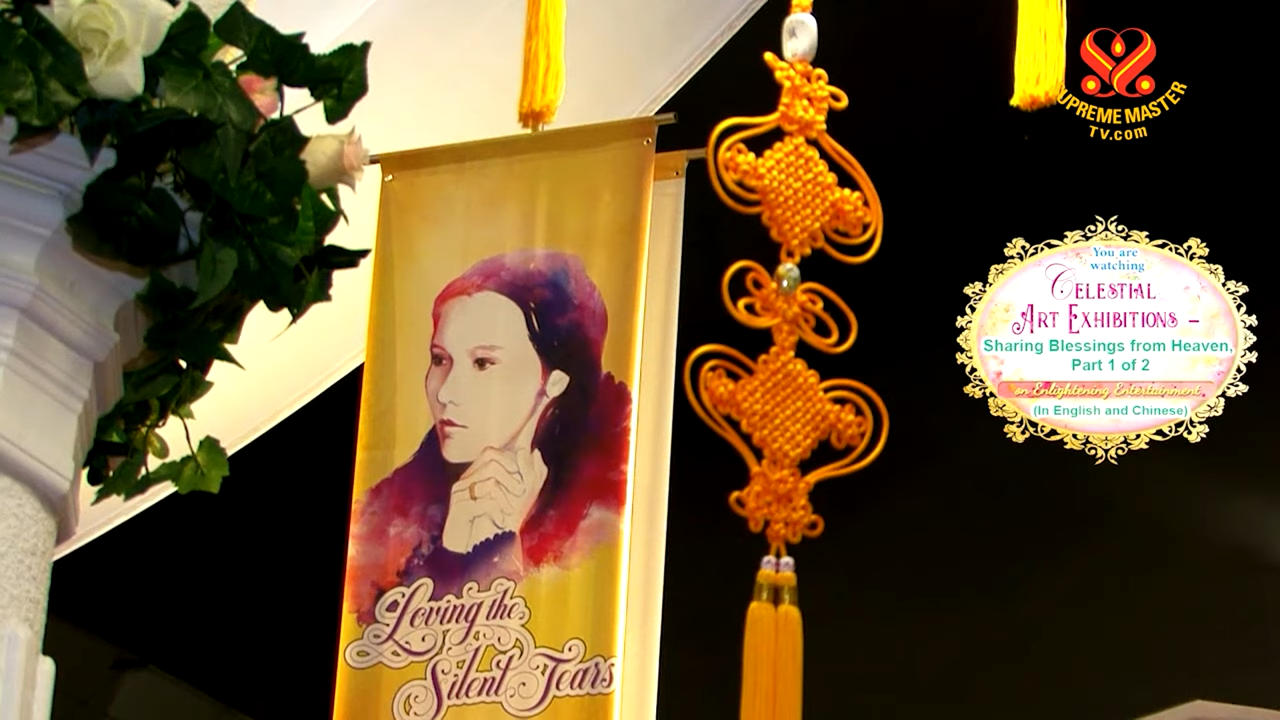 SUPREME MASTER
TV.com
You are
watching
CELESTIAL
ART EXHIBITIONS –
Sharing Blessings from Heaven,
Part 1 of 2
on Enlightening Entertainment
(In English and Chinese)
Loving the
Silent Tears